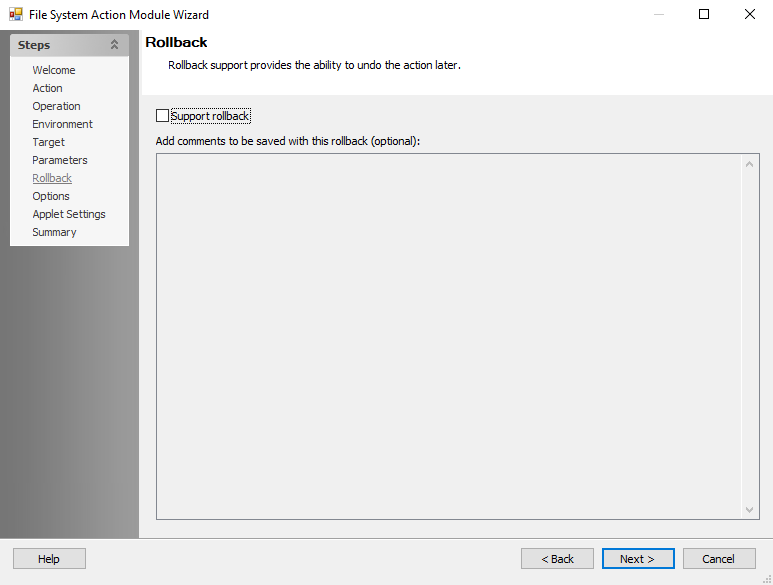 File System Action Module Wizard
Steps
Welcome
Action
Operation
Environment
Target
Parameters
Rollback
Options
Applet Settings
Summary
Rollback
Rollback support provides the ability to undo the action later.
Support rollback
Add comments to be saved with this rollback (optional):
Help
< Back
Next >
Cancel